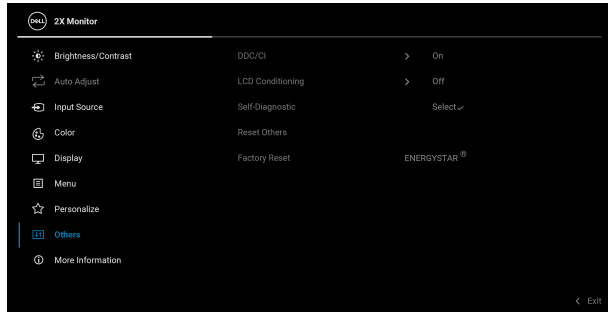 DELL 2X Monitor
Brightness/Contrast DDC/CI > On
Auto Adjust LCD Conditioning > Off
Input Source Self-Diagnostic Select✓
Color Reset Others
Display Factory Reset ENERGYSTAR ®
Menu
Personalize
Others
More Information
< Exit